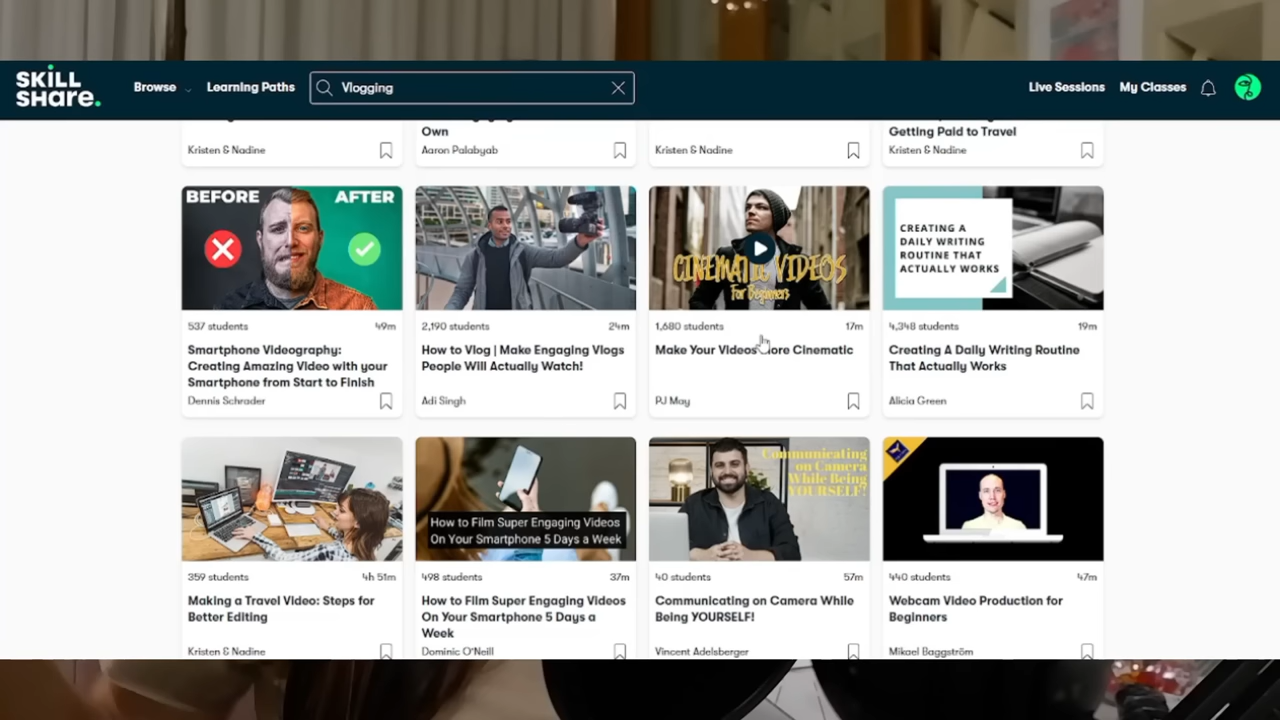 SKILL
SHARE.
Browse
Learning Paths
Vlogging
Live Sessions
My Classes
Kristen & Nadine
Own
Aaron Palabyab
Kristen & Nadine
Getting Paid to Travel
Kristen & Nadine
BEFORE
AFTER
537 students
49m
Smartphone Videography:
Creating Amazing Video with your
Smartphone from Start to Finish
Dennis Schrader
2,190 students
24m
How to Vlog | Make Engaging Vlogs
People Will Actually Watch!
Adi Singh
CINEMATIC VIDEOS
For Beginners
1,680 students
17m
Make Your Videos More Cinematic
PJ May
CREATING A
DAILY WRITING
ROUTINE THAT
ACTUALLY WORKS
4,348 students
19m
Creating A Daily Writing Routine
That Actually Works
Alicia Green
359 students
4h 51m
Making a Travel Video: Steps for
Better Editing
Kristen & Nadine
How to Film Super Engaging Videos
On Your Smartphone 5 Days a Week
498 students
37m
How to Film Super Engaging Videos
On Your Smartphone 5 Days a
Week
Dominic O'Neill
Communicating
on Camera
While Being
YOURSELF!
40 students
57m
Communicating on Camera While
Being YOURSELF!
Vincent Adelsberger
440 students
47m
Webcam Video Production for
Beginners
Mikael Baggström